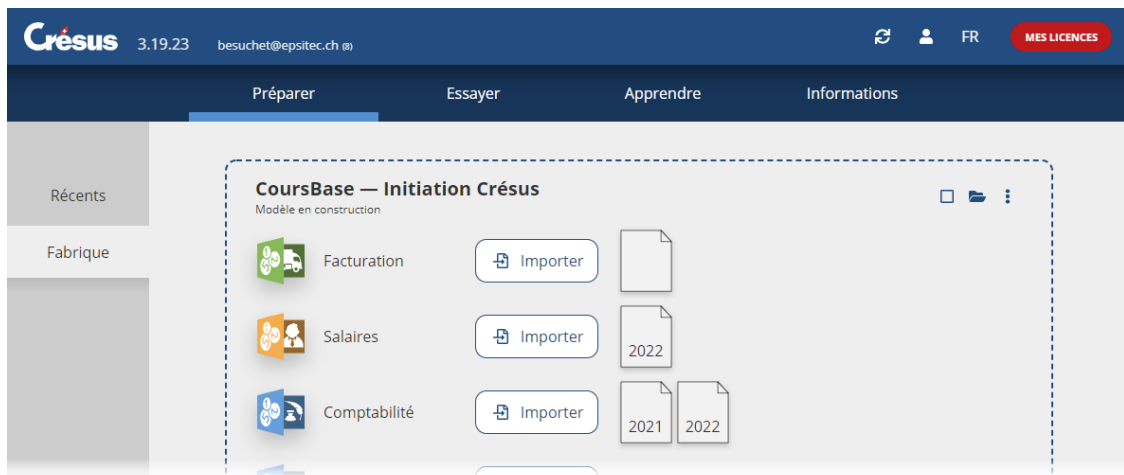 Crésus 3.19.23 besuchet@epsitec.ch (8) FR MES LICENCES
Préparer Essayer Apprendre Informations
Récents
Fabrique
CoursBase — Initiation Crésus
Modèle en construction
Facturation Importer
Salaires Importer 2022
Comptabilité Importer 2021 2022